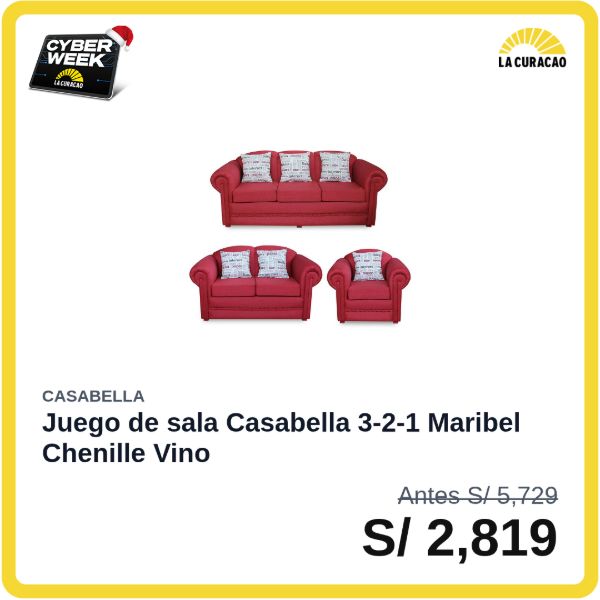 CYBER
WEEK
LA CURACAO
LA CURACAO
CASABELLA
Juego de sala Casabella 3-2-1 Maribel
Chenille Vino
Antes S/ 5,729
S/ 2,819